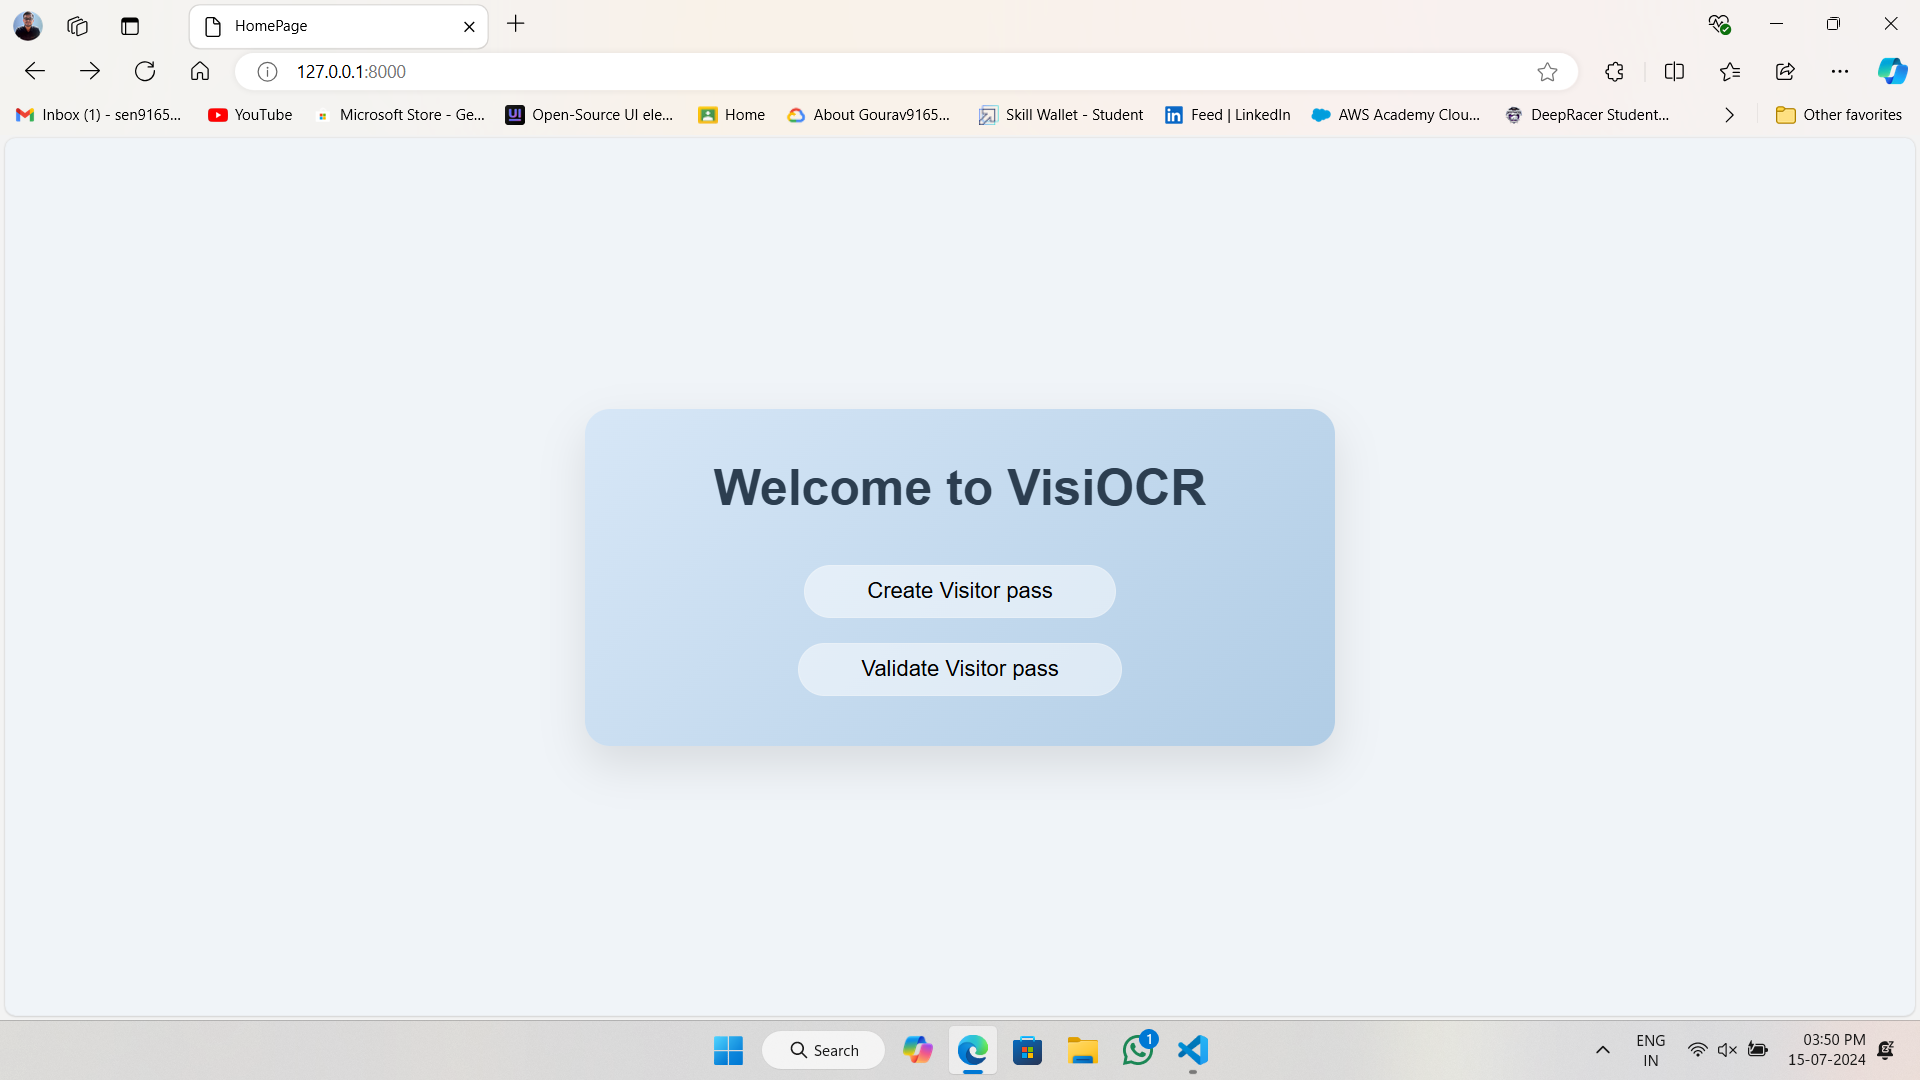 HomePage
127.0.0.1:8000
Inbox (1) - sen9165...
YouTube
Microsoft Store - Ge...
UI
Open-Source UI ele...
Home
About Gourav9165...
Skill Wallet - Student
Feed | LinkedIn
AWS Academy Clou...
DeepRacer Student...
Other favorites
Welcome to VisiOCR
Create Visitor pass
Validate Visitor pass
Search
1
ENG
IN
03:50 PM
15-07-2024